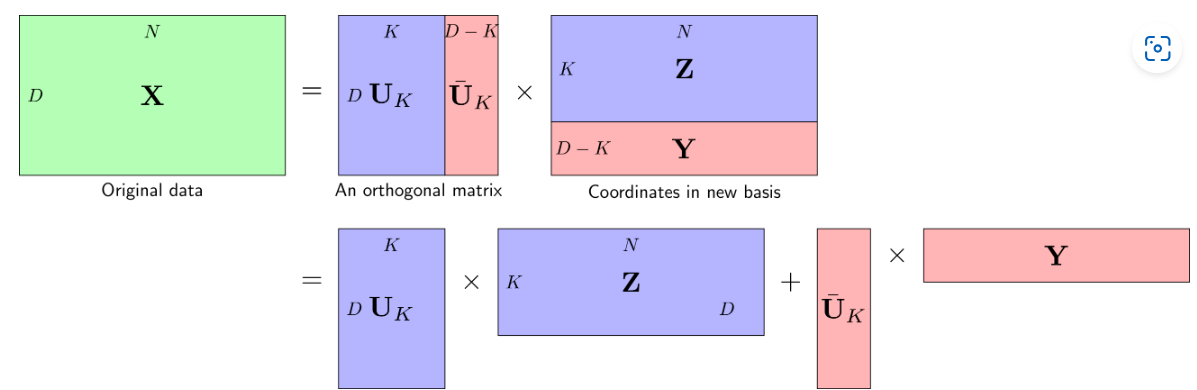 N K D − K N
D X = D U_K Ū_K × K Z
D − K Y
Original data An orthogonal matrix Coordinates in new basis
K N
= D U_K × K Z D + Ū_K × Y